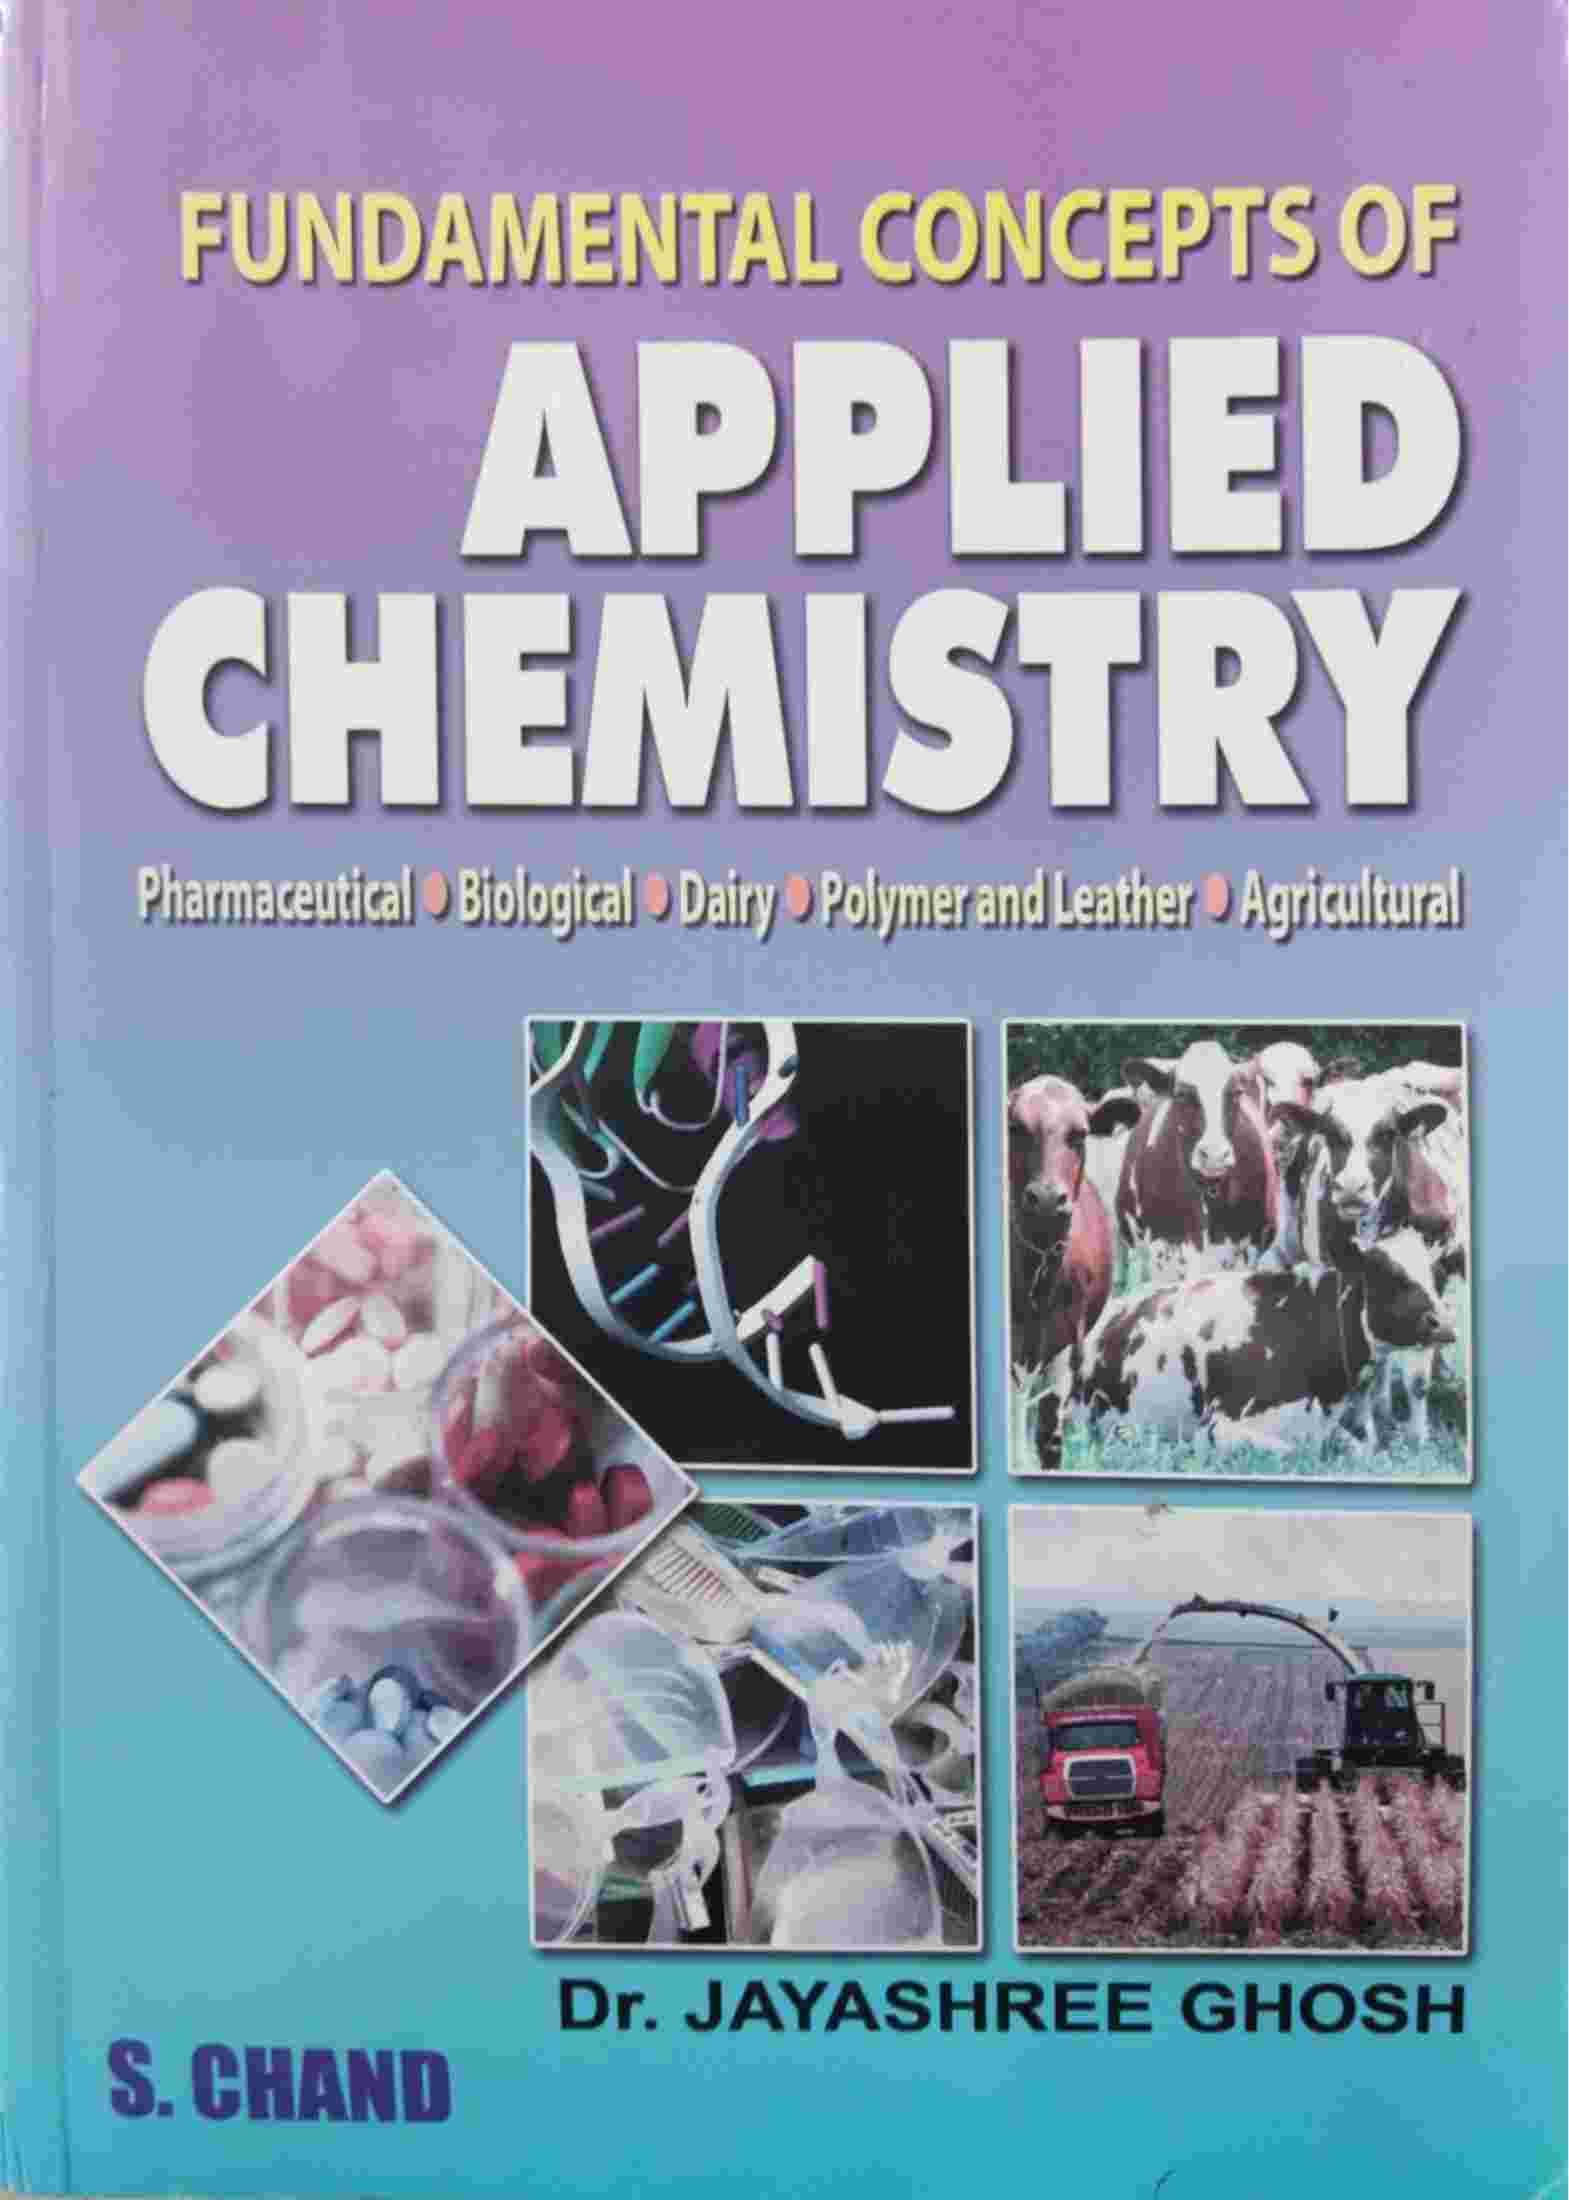 FUNDAMENTAL CONCEPTS OF
APPLIED
CHEMISTRY
Pharmaceutical • Biological • Dairy • Polymer and Leather • Agricultural
Dr. JAYASHREE GHOSH
S. CHAND